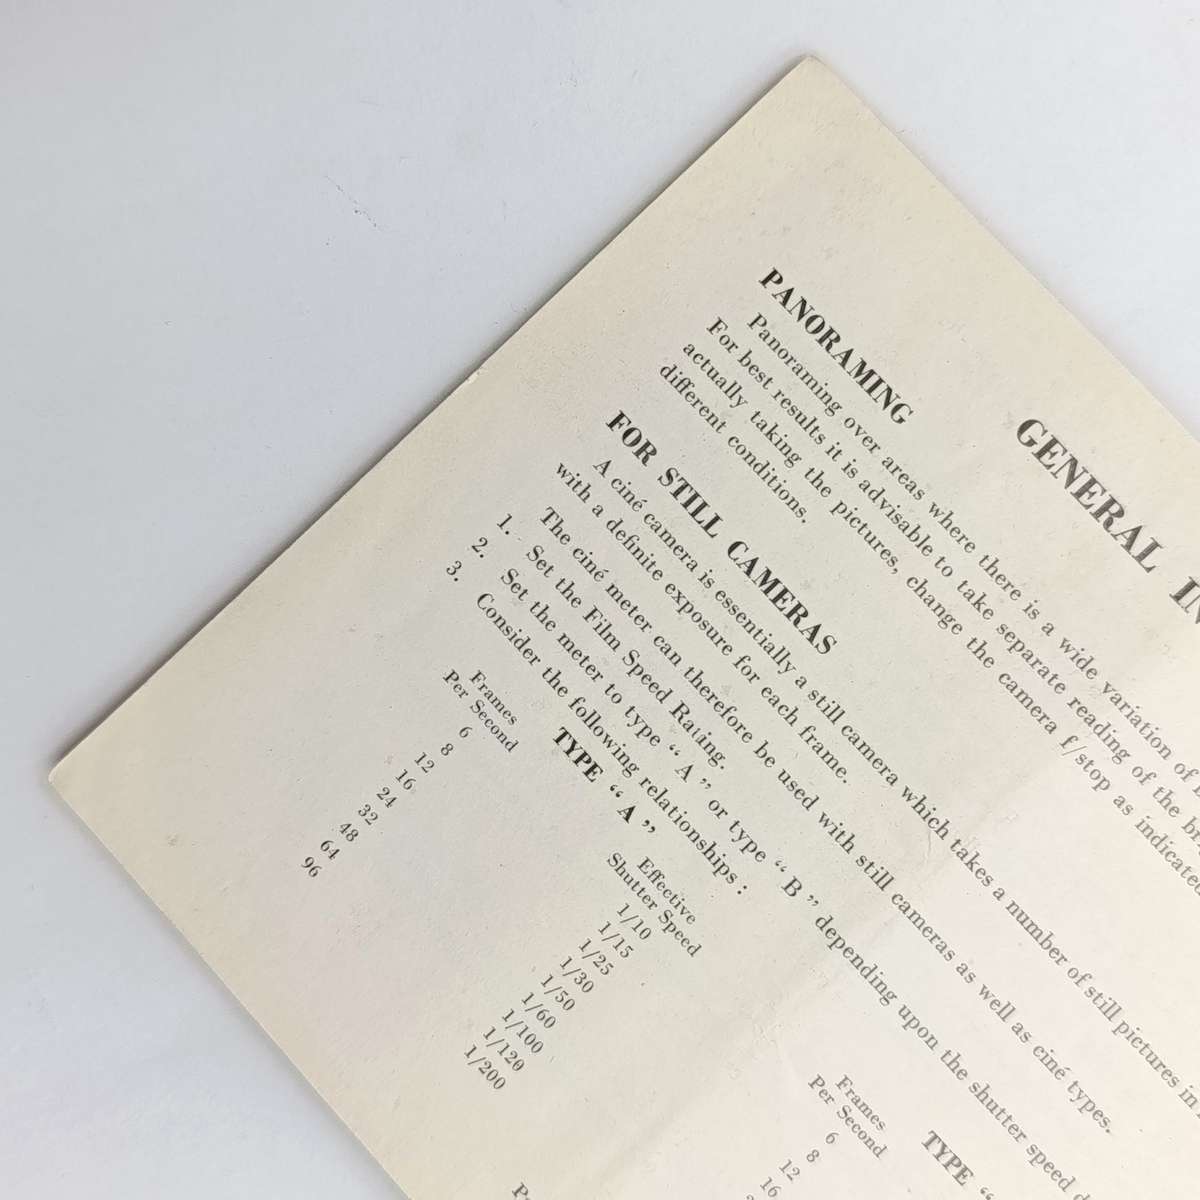 GENERAL
PANORAMING
Panoraming over areas where there is a wide variation of
For best results it is advisable to take separate reading of the
actually taking the pictures, change the camera f/stop as indicated
different conditions.
FOR STILL CAMERAS
A ciné camera is essentially a still camera which takes a number of still pictures in
with a definite exposure for each frame.
The ciné meter can therefore be used with still cameras as well as ciné types.
1. Set the Film Speed Rating.
2. Set the meter to type “ A ” or type “ B ” depending upon the shutter speed
3. Consider the following relationships :
TYPE “ A ”
Frames Effective
Per Second Shutter Speed
6 1/10
8 1/15
12 1/25
16 1/30
24 1/50
32 1/60
48 1/100
64 1/120
96 1/200
TYPE “
Frames
Per Second
6
8
12
16